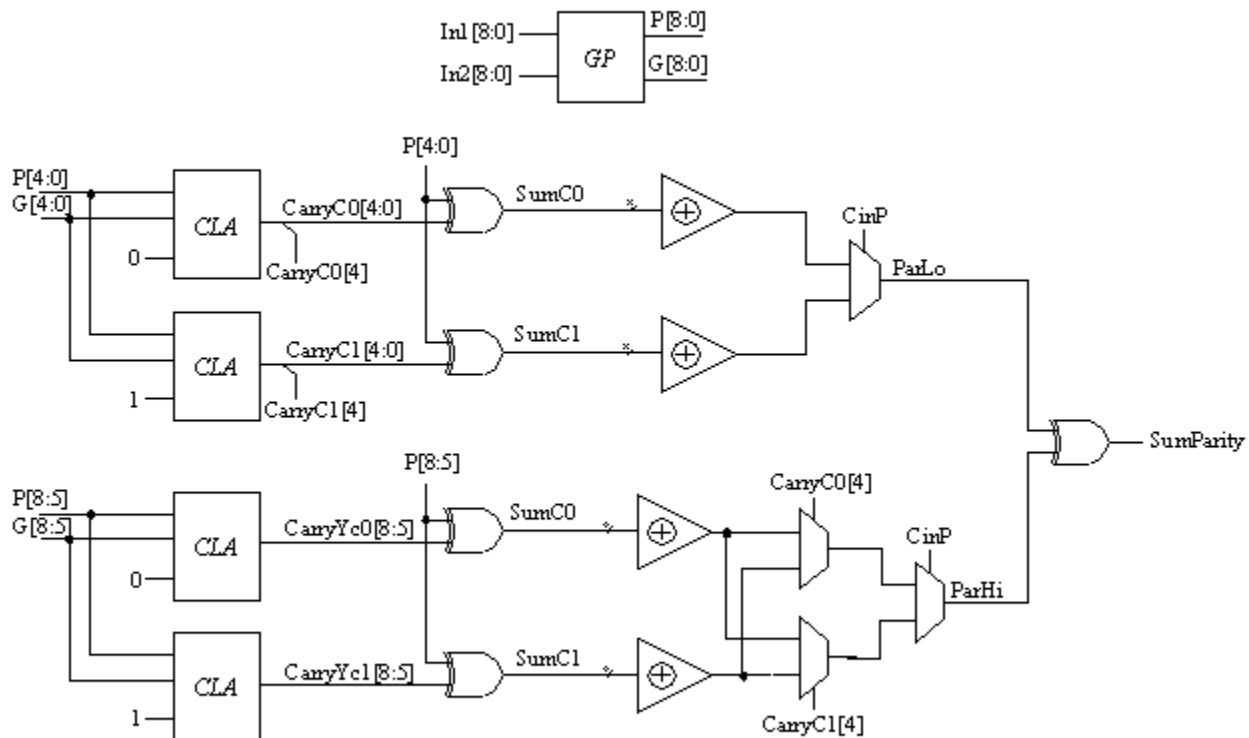 In1[8:0]
P[8:0]
GP
In2[8:0]
G[8:0]
P[4:0]
P[4:0]
G[4:0]
CLA
0
CarryC0[4:0]
CarryC0[4]
SumC0
CinP
ParLo
CLA
1
CarryC1[4:0]
CarryC1[4]
SumC1
SumParity
P[8:5]
P[8:5]
G[8:5]
CLA
0
CarryYc0[8:5]
SumC0
CarryC0[4]
CinP
ParHi
CLA
1
CarryYc1[8:5]
SumC1
CarryC1[4]